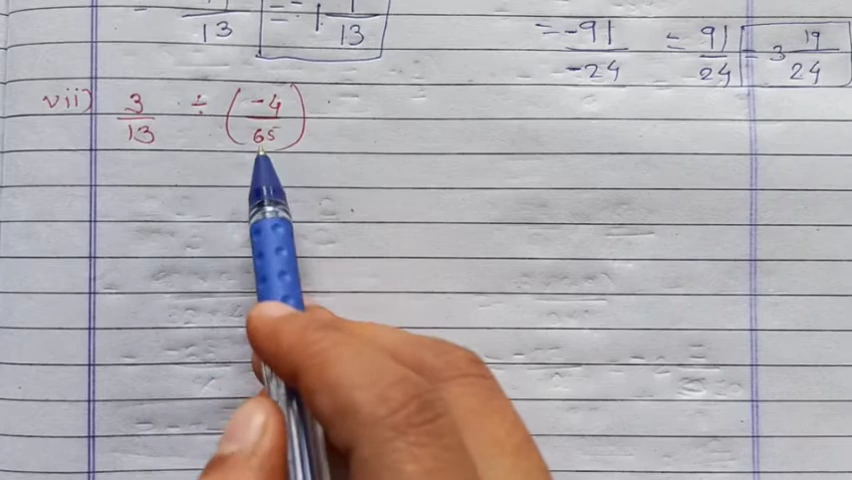 13 = -1 1/13
= -91/-24 = 91/24 = 3 19/24
vii) 3/13 ÷ (-4/65)